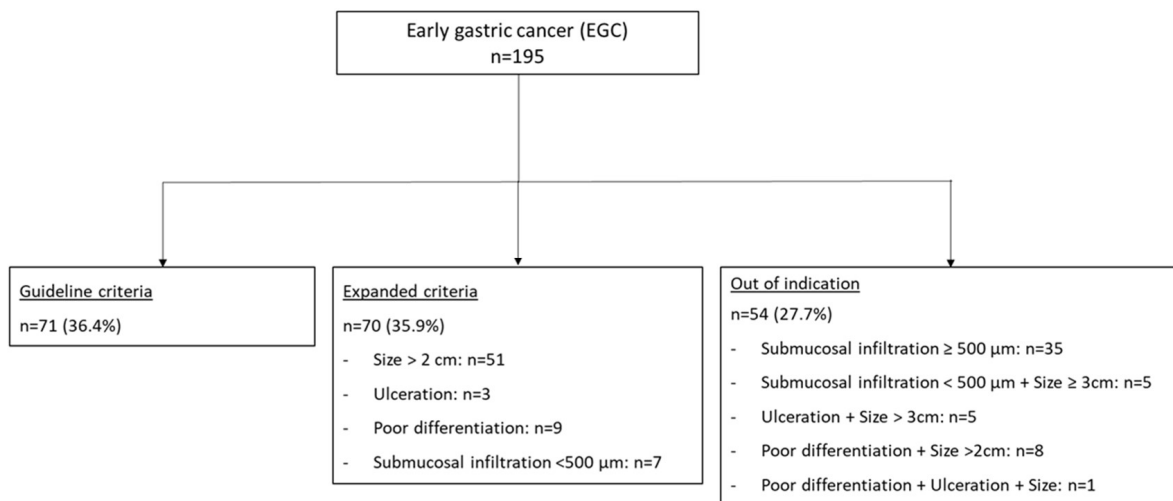 Early gastric cancer (EGC)
n=195
Guideline criteria
n=71 (36.4%)
Expanded criteria
n=70 (35.9%)
- Size > 2 cm: n=51
- Ulceration: n=3
- Poor differentiation: n=9
- Submucosal infiltration <500 µm: n=7
Out of indication
n=54 (27.7%)
- Submucosal infiltration ≥ 500 µm: n=35
- Submucosal infiltration < 500 µm + Size ≥ 3cm: n=5
- Ulceration + Size > 3cm: n=5
- Poor differentiation + Size >2cm: n=8
- Poor differentiation + Ulceration + Size: n=1